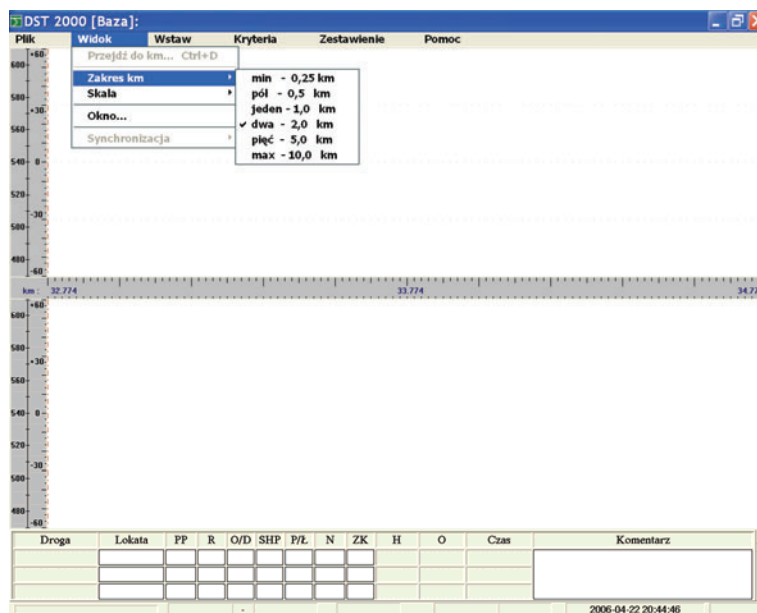 DST 2000 [Baza]:
Plik Widok Wstaw Kryteria Zestawienie Pomoc
Przejdź do km... Ctrl+D
Zakres km
Skala
Okno...
Synchronizacja
min - 0,25 km
pół - 0,5 km
jeden - 1,0 km
✓ dwa - 2,0 km
pięć - 5,0 km
max - 10,0 km
+60
600
580
+30
560
540 0
520
-30
500
480
-60
km : 32.774 33.774 34.77
+60
600
580
+30
560
540 0
520
-30
500
480
-60
Droga Lokata PP R O/D SHP P/Ł N ZK H O Czas Komentarz
-
2006-04-22 20:44:46